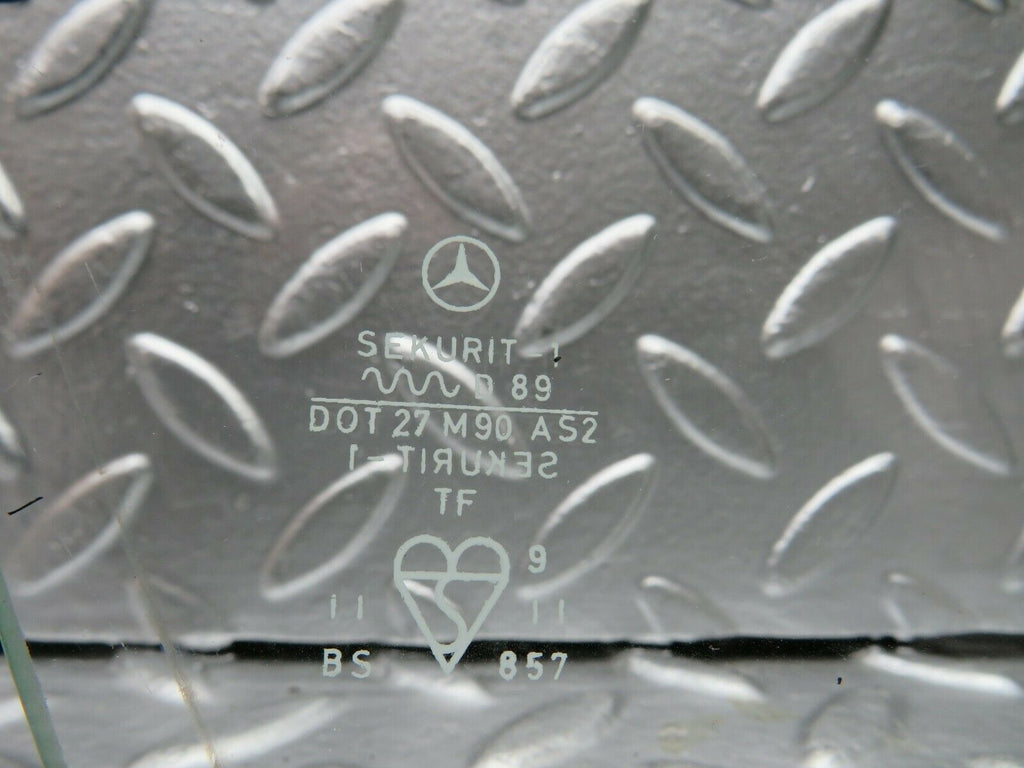 SEKURIT-1
D 89
DOT 27 M90 AS2
SEKURIT-1
TF
9
11 11
BS 857